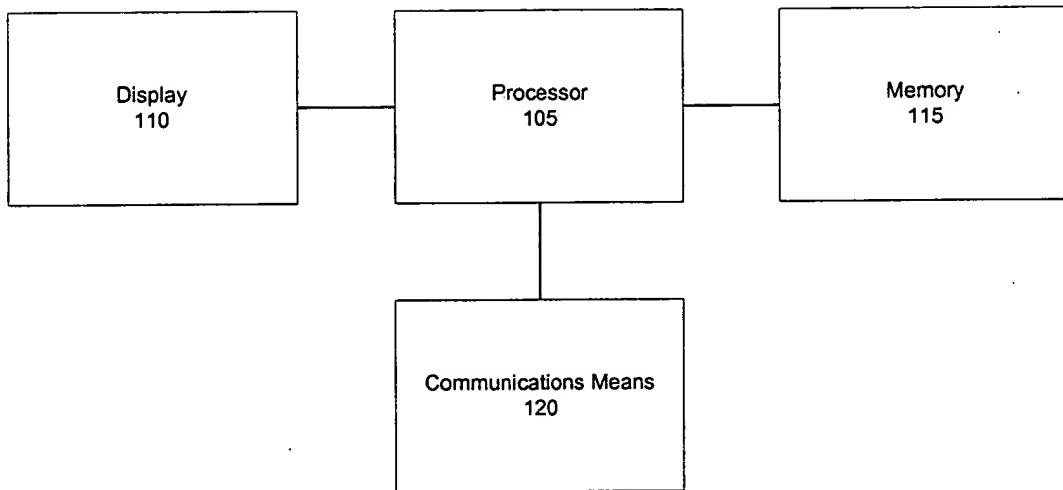 Display
110
Processor
105
Memory
115
Communications Means
120